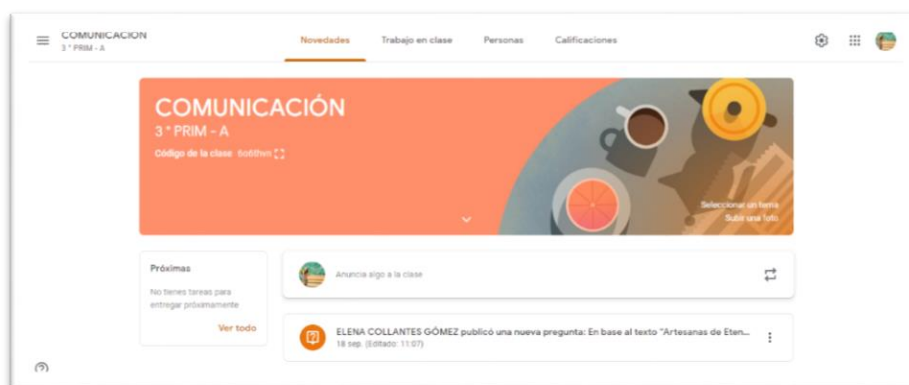 COMUNICACIÓN
3 ° PRIM - A
Novedades
Trabajo en clase
Personas
Calificaciones
COMUNICACIÓN
3 ° PRIM - A
Código de la clase
Seleccionar un tema
Subir una foto
Próximas
No tienes tareas para
entregar próximamente
Ver todo
Anuncia algo a la clase
ELENA COLLANTES GÓMEZ publicó una nueva pregunta: En base al texto "Artesanas de Eten...
18 sep. (Editado: 11:07)